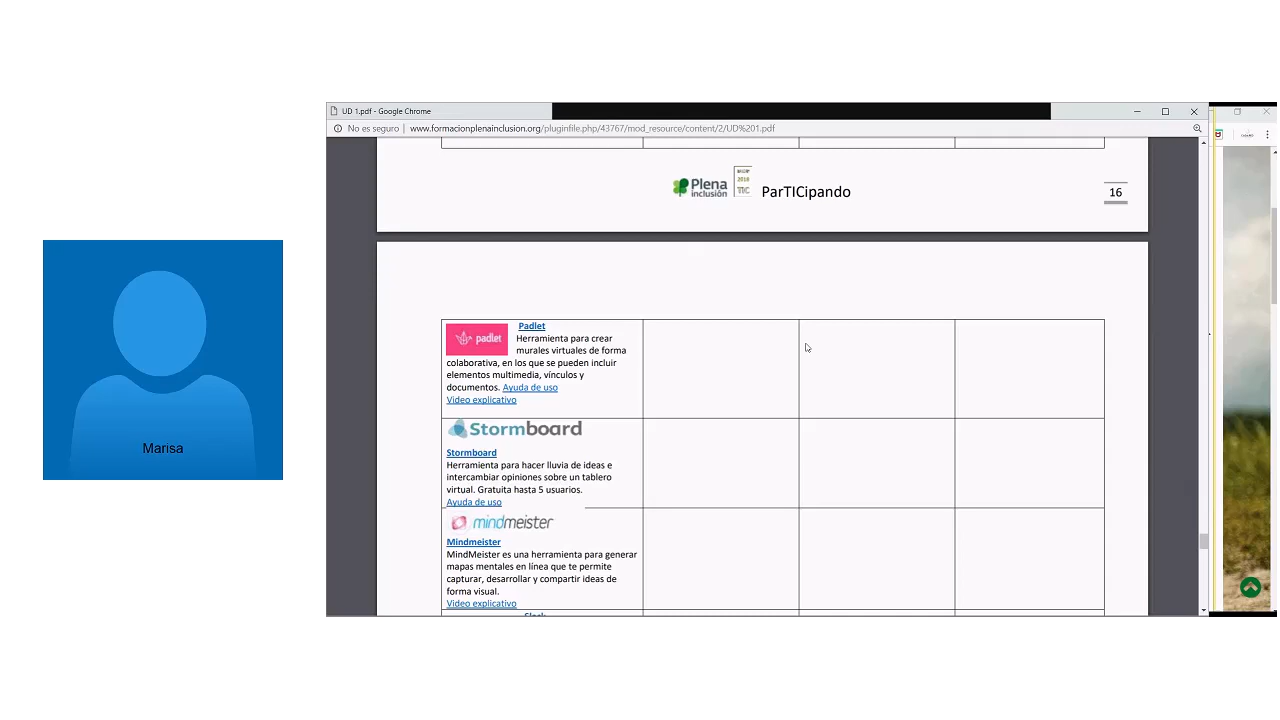 UD 1.pdf - Google Chrome
No es seguro | www.formacionplenainclusion.org/pluginfile.php/43767/mod_resource/content/2/UD%201.pdf
Plena
inclusión
2018
TIC
ParTICipando
16
padlet
Padlet
Herramienta para crear
murales virtuales de forma
colaborativa, en los que se pueden incluir
elementos multimedia, vínculos y
documentos. Ayuda de uso
Video explicativo
Stormboard
Stormboard
Herramienta para hacer lluvia de ideas e
intercambiar opiniones sobre un tablero
virtual. Gratuita hasta 5 usuarios.
Ayuda de uso
mindmeister
Mindmeister
MindMeister es una herramienta para generar
mapas mentales en línea que te permite
capturar, desarrollar y compartir ideas de
forma visual.
Video explicativo
Marisa